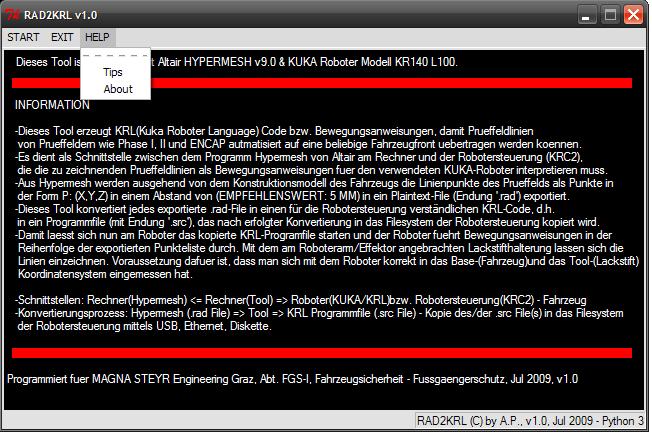 RAD2KRL v1.0
START EXIT HELP
Tips
About
Dieses Tool is t Altair HYPERMESH v9.0 & KUKA Roboter Modell KR140 L100.
INFORMATION
-Dieses Tool erzeugt KRL(Kuka Roboter Language) Code bzw. Bewegungsanweisungen, damit Prueffeldlinien
von Prueffeldern wie Phase I, II und ENCAP autmatisiert auf eine beliebige Fahrzeugfront uebertragen werden koennen.
-Es dient als Schnittstelle zwischen dem Programm Hypermesh von Altair am Rechner und der Robotersteuerung (KRC2),
die die zu zeichnenden Prueffeldlinien als Bewegungsanweisungen fuer den verwendeten KUKA-Roboter interpretieren muss.
-Aus Hypermesh werden ausgehend von dem Konstruktionsmodell des Fahrzeugs die Linienpunkte des Prueffelds als Punkte in
der Form P: (X,Y,Z) in einem Abstand von (EMPFEHLENSWERT: 5 MM) in ein Plaintext-File (Endung '.rad') exportiert.
-Dieses Tool konvertiert jedes exportierte .rad-File in einen für die Robotersteuerung verständlichen KRL-Code, d.h.
in ein Programmfile (mit Endung '.src'), das nach erfolgter Konvertierung in das Filesystem der Robotersteuerung kopiert wird.
-Damit laesst sich nun am Roboter das kopierte KRL-Programfile starten und der Roboter fuehrt Bewegungsanweisungen in der
Reihenfolge der exportierten Punkteliste durch. Mit dem am Roboterarm/Effektor angebrachten Lackstifthalterung lassen sich die
Linien einzeichnen. Voraussetzung dafuer ist, dass man sich mit dem Roboter korrekt in das Base-(Fahrzeug)und das Tool-(Lackstift)
Koordinatensystem eingemessen hat.
-Schnittstellen: Rechner(Hypermesh) <= Rechner(Tool) => Roboter(KUKA/KRL)bzw. Robotersteuerung(KRC2) - Fahrzeug
-Konvertierungsprozess: Hypermesh (.rad File) => Tool => KRL Programfile (.src File) - Kopie des/der .src File(s) in das Filesystem
der Robotersteuerung mittels USB, Ethernet, Diskette.
Programmiert fuer MAGNA STEYR Engineering Graz, Abt. FGS-I, Fahrzeugsicherheit - Fussgaengerschutz, Jul 2009, v1.0
RAD2KRL (C) by A.P., v1.0, Jul 2009 - Python 3